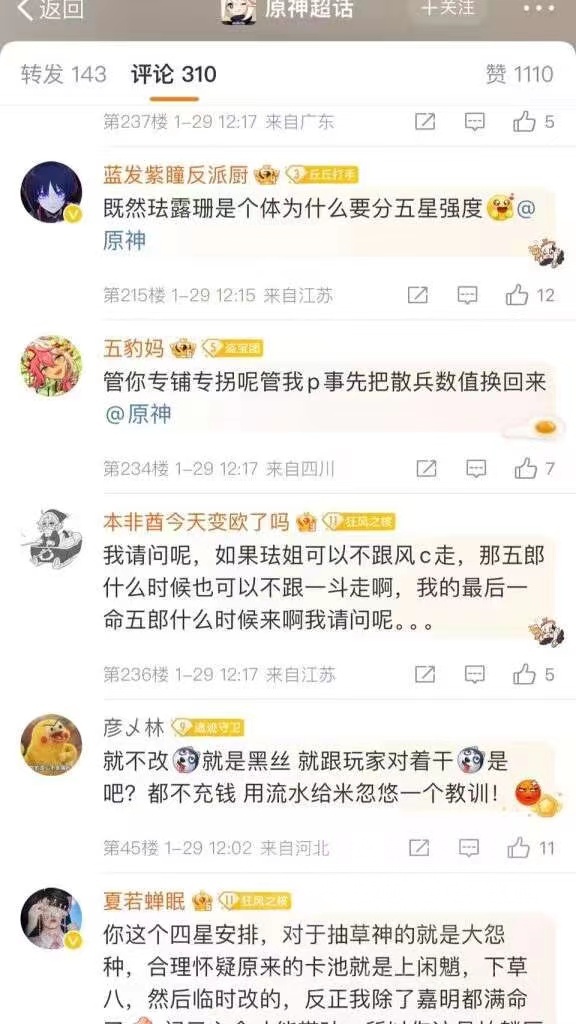 返回
原神超话
十关注
转发 143
评论 310
赞 1110
第237楼 1-29 12:17 来自广东
5
蓝发紫瞳反派厨
3 丘丘打手
既然珐露珊是个体为什么要分五星强度@
原神
第215楼 1-29 12:15 来自江苏
12
五豹妈
5 盗宝团
管你专铺专拐呢管我p事先把散兵数值换回来
@原神
第234楼 1-29 12:17 来自四川
7
本非酋今天变欧了吗
11 狂风之核
我请问呢，如果珐姐可以不跟风c走，那五郎
什么时候也可以不跟一斗走啊，我的最后一
命五郎什么时候来啊我请问呢。。。
第236楼 1-29 12:17 来自江苏
5
彦乄林
9 遗迹守卫
就不改就是黑丝 就跟玩家对着干是
吧？都不充钱 用流水给米忽悠一个教训！
第45楼 1-29 12:02 来自河北
11
夏若蝉眠
11 狂风之核
你这个四星安排，对于抽草神的就是大怨
种，合理怀疑原来的卡池就是上闲魈，下草
八，然后临时改的，反正我除了嘉明都满命